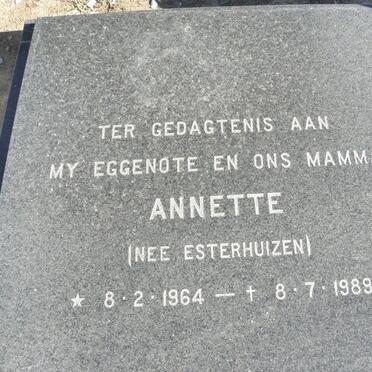 TER GEDAGTENIS AAN
MY EGGENOTE EN ONS MAMM
ANNETTE
(NEE ESTERHUIZEN)
★ 8·2·1964 — † 8·7·1989